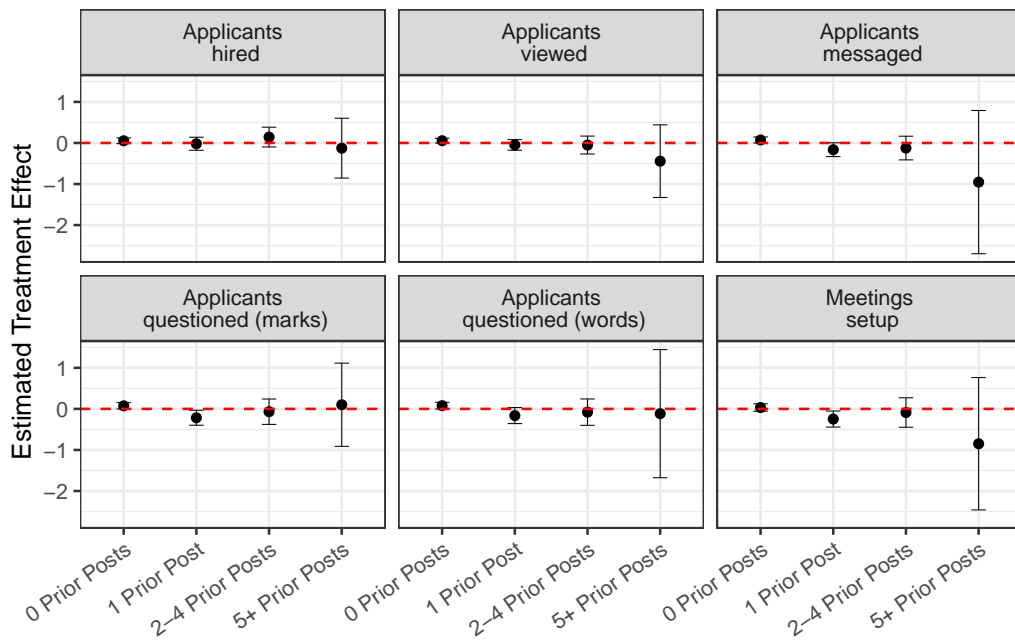 Applicants
hired
Applicants
viewed
Applicants
messaged
1
0
−1
−2
Applicants
questioned (marks)
Applicants
questioned (words)
Meetings
setup
1
0
−1
−2
Estimated Treatment Effect
0 Prior Posts
1 Prior Post
2−4 Prior Posts
5+ Prior Posts
0 Prior Posts
1 Prior Post
2−4 Prior Posts
5+ Prior Posts
0 Prior Posts
1 Prior Post
2−4 Prior Posts
5+ Prior Posts